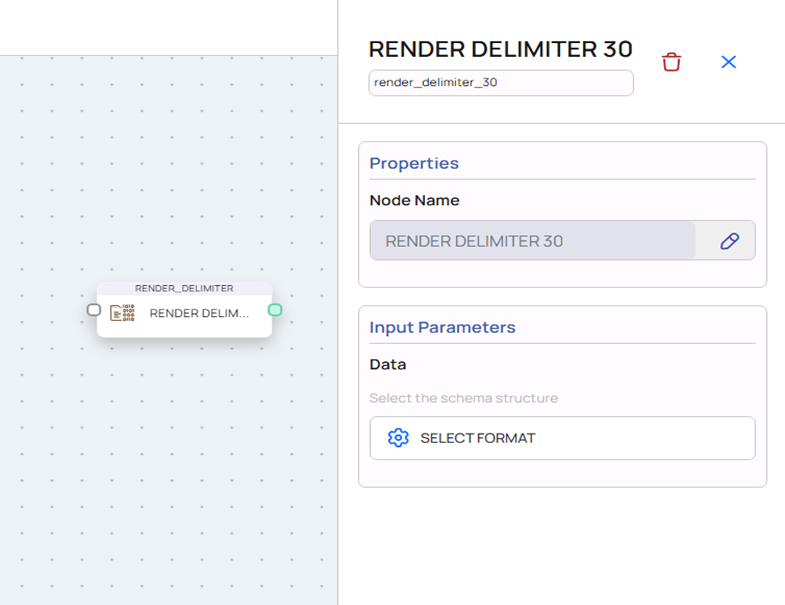 RENDER DELIMITER 30
render_delimiter_30
Properties
Node Name
RENDER DELIMITER 30
RENDER_DELIMITER
RENDER DELIM...
Input Parameters
Data
Select the schema structure
SELECT FORMAT